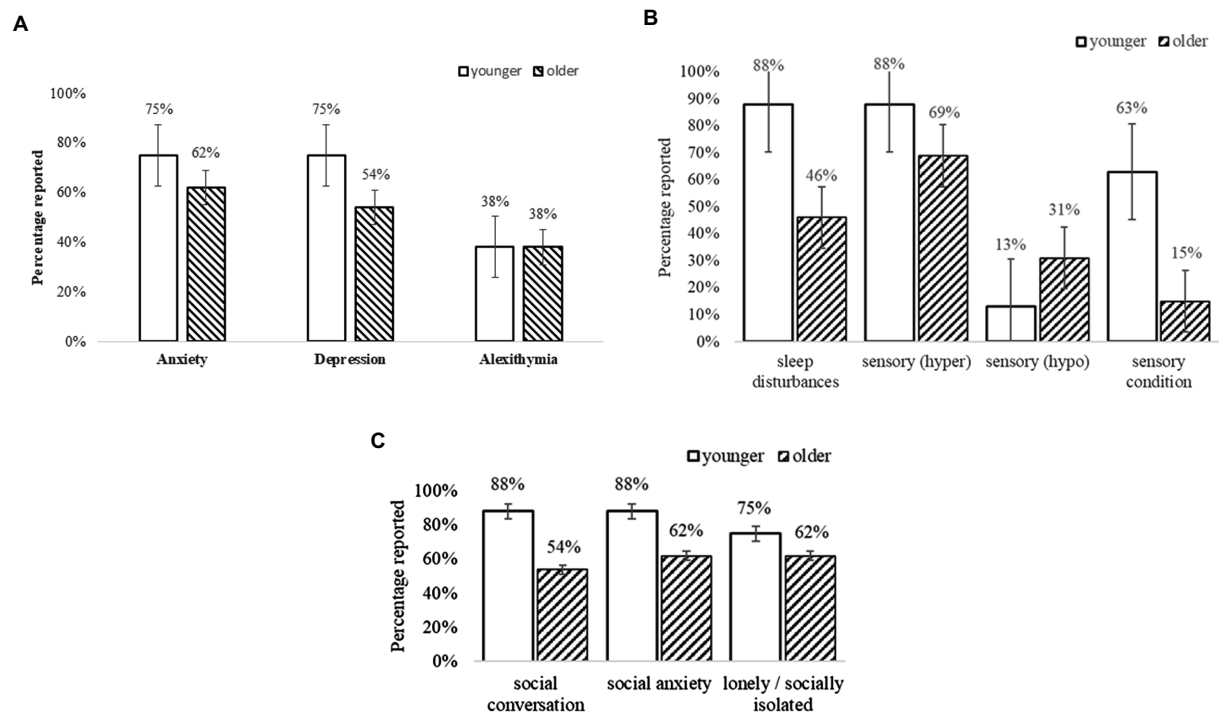 A
younger older
Percentage reported
100%
80%
60%
40%
20%
0%
75%
62%
75%
54%
38%
38%
Anxiety
Depression
Alexithymia
B
younger older
Percentage reported
100%
90%
80%
70%
60%
50%
40%
30%
20%
10%
0%
88%
46%
88%
69%
13%
31%
63%
15%
sleep
disturbances
sensory (hyper)
sensory (hypo)
sensory
condition
C
younger older
Percentage reported
100%
80%
60%
40%
20%
0%
88%
54%
88%
62%
75%
62%
social
conversation
social anxiety
lonely / socially
isolated